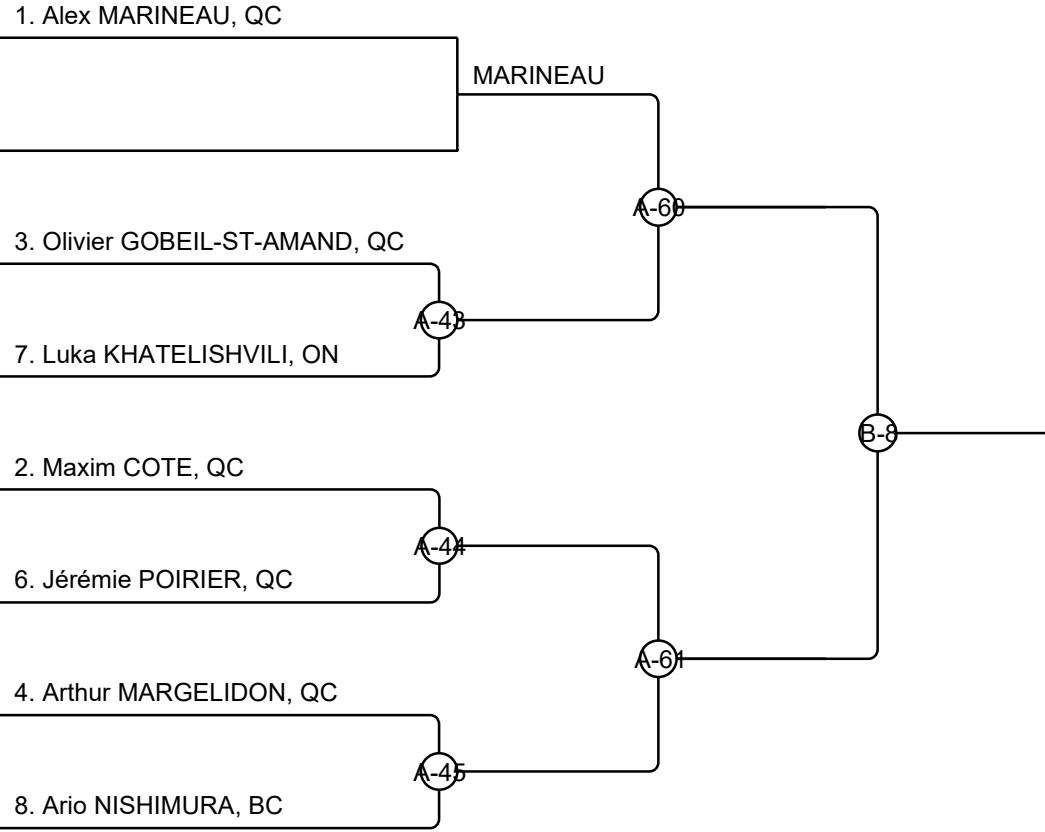 1. Alex MARINEAU, QC
MARINEAU
A-60
3. Olivier GOBEIL-ST-AMAND, QC
A-43
7. Luka KHATELISHVILI, ON
B-8
2. Maxim COTE, QC
A-44
6. Jérémie POIRIER, QC
A-61
4. Arthur MARGELIDON, QC
A-45
8. Ario NISHIMURA, BC